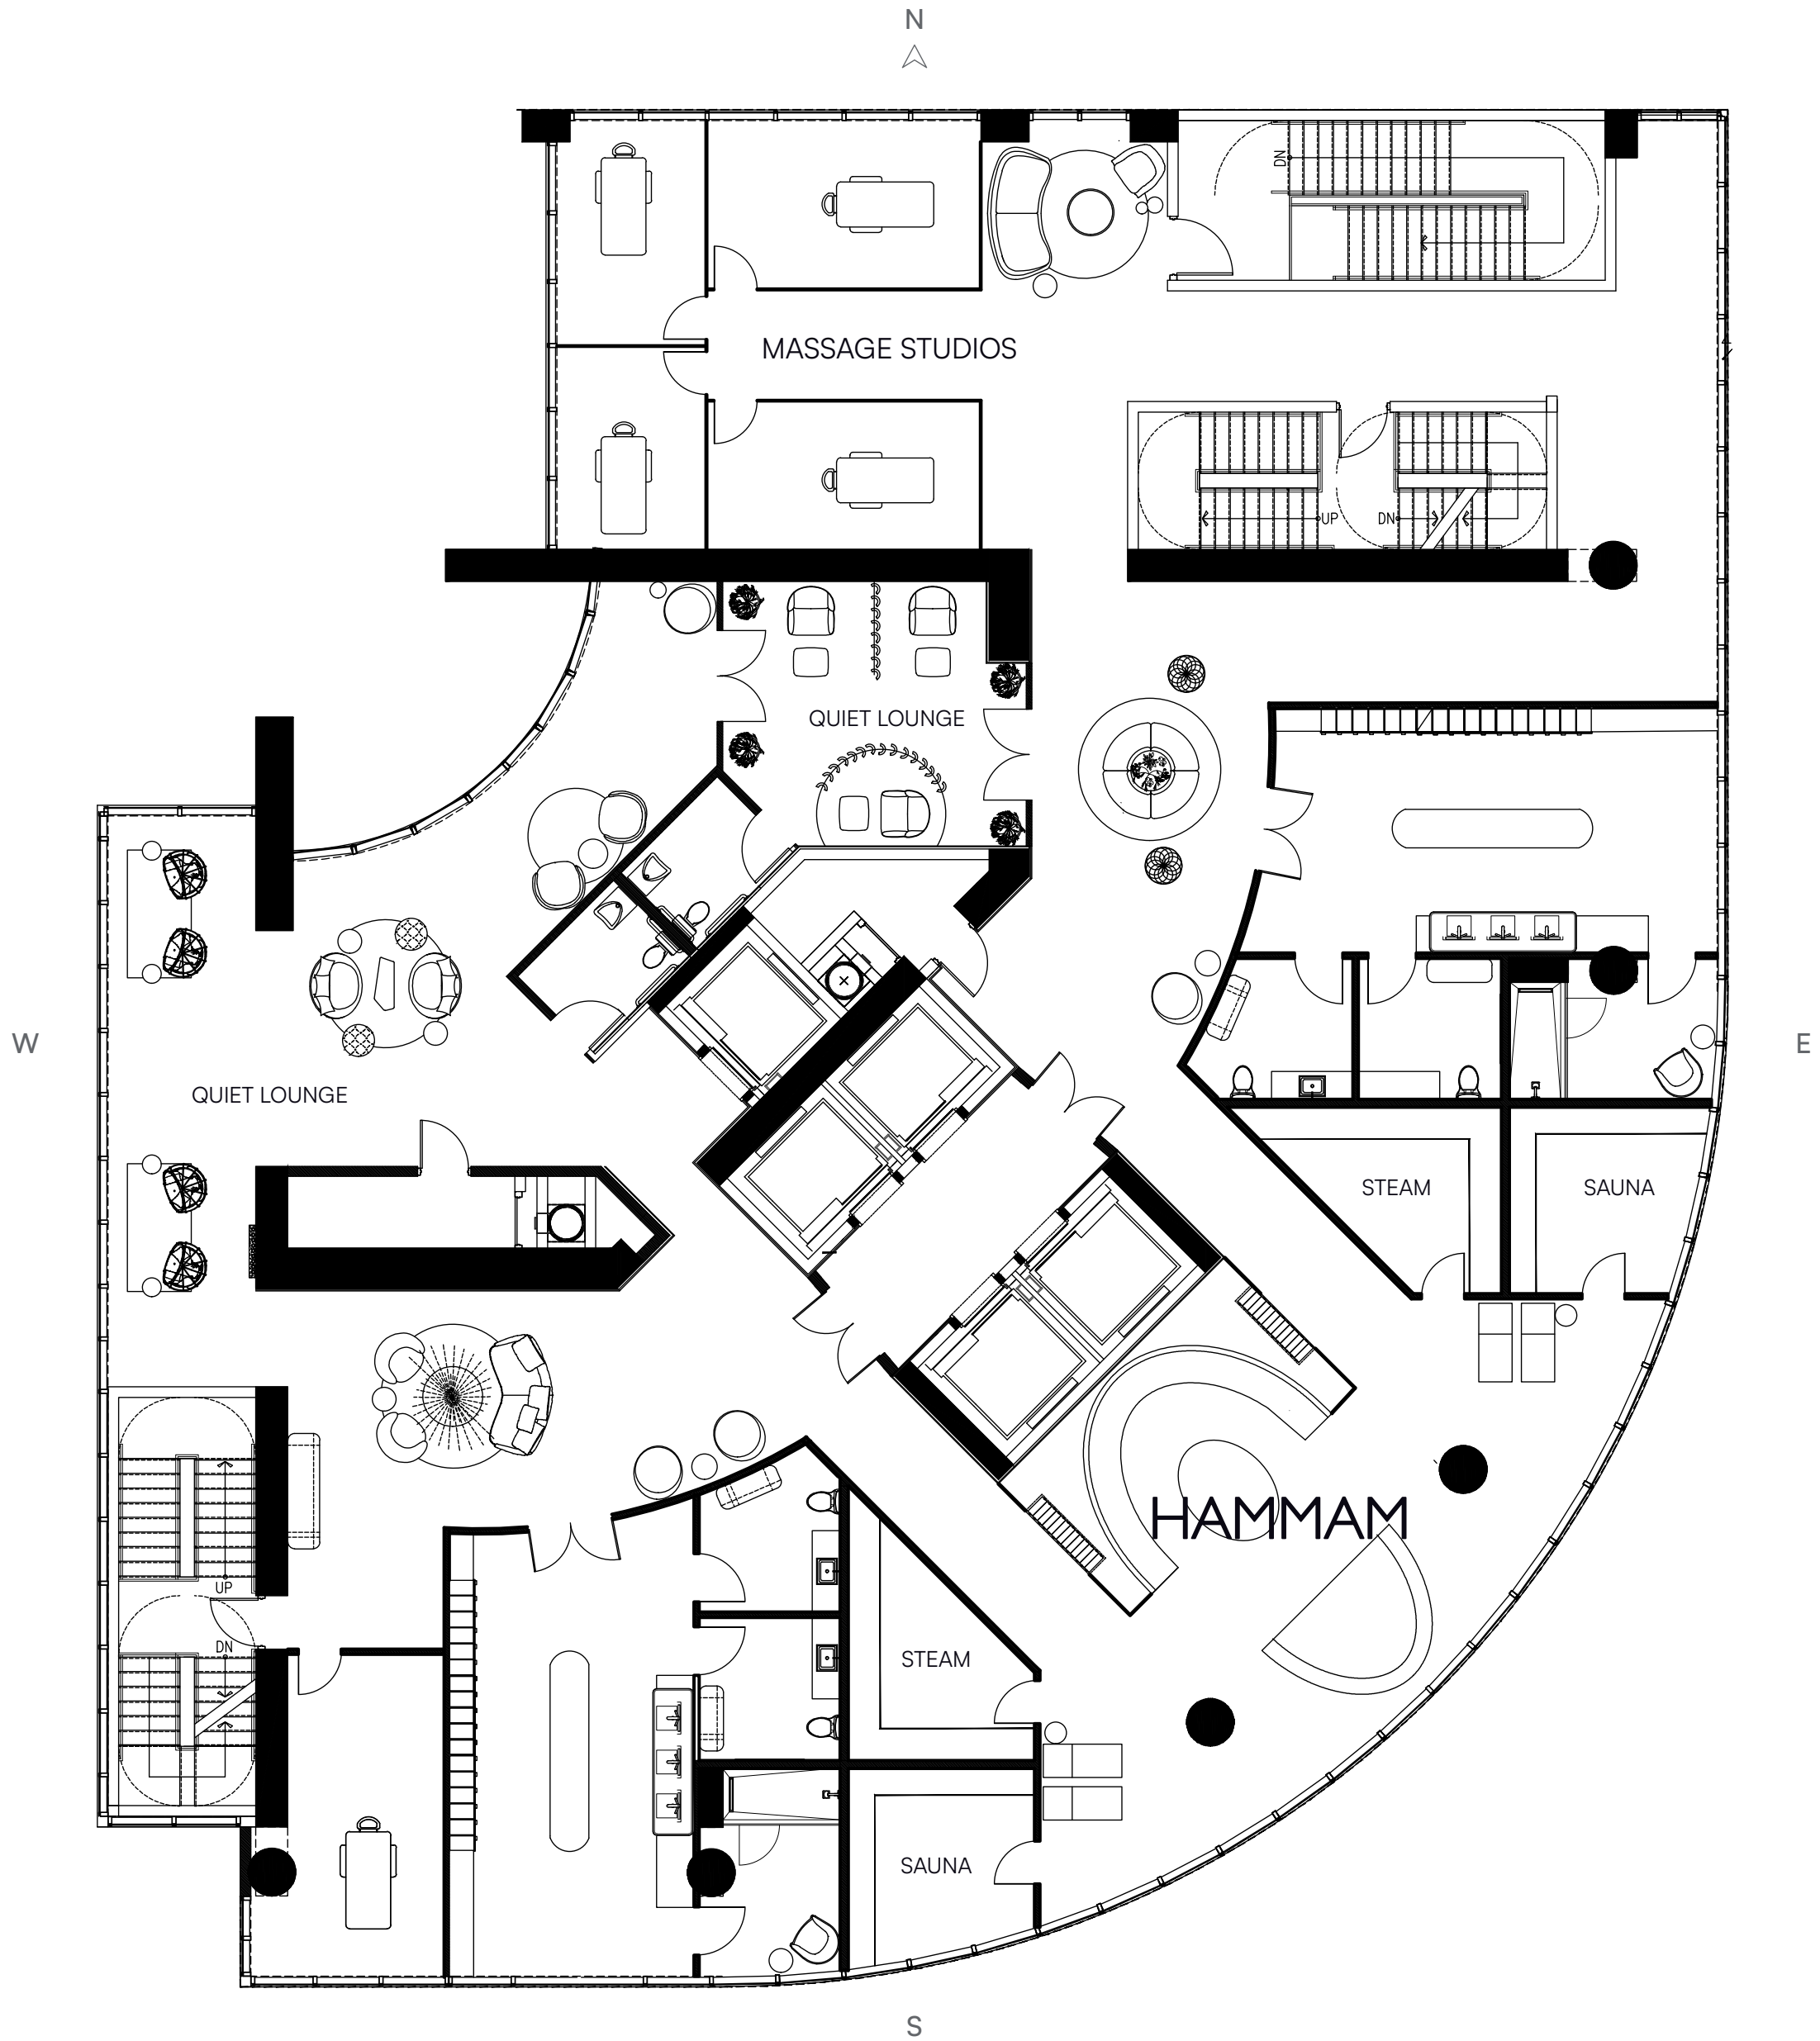 N
DN
MASSAGE STUDIOS
UP
DN
QUIET LOUNGE
W
E
QUIET LOUNGE
STEAM
SAUNA
HAMMAM
UP
DN
STEAM
SAUNA
S